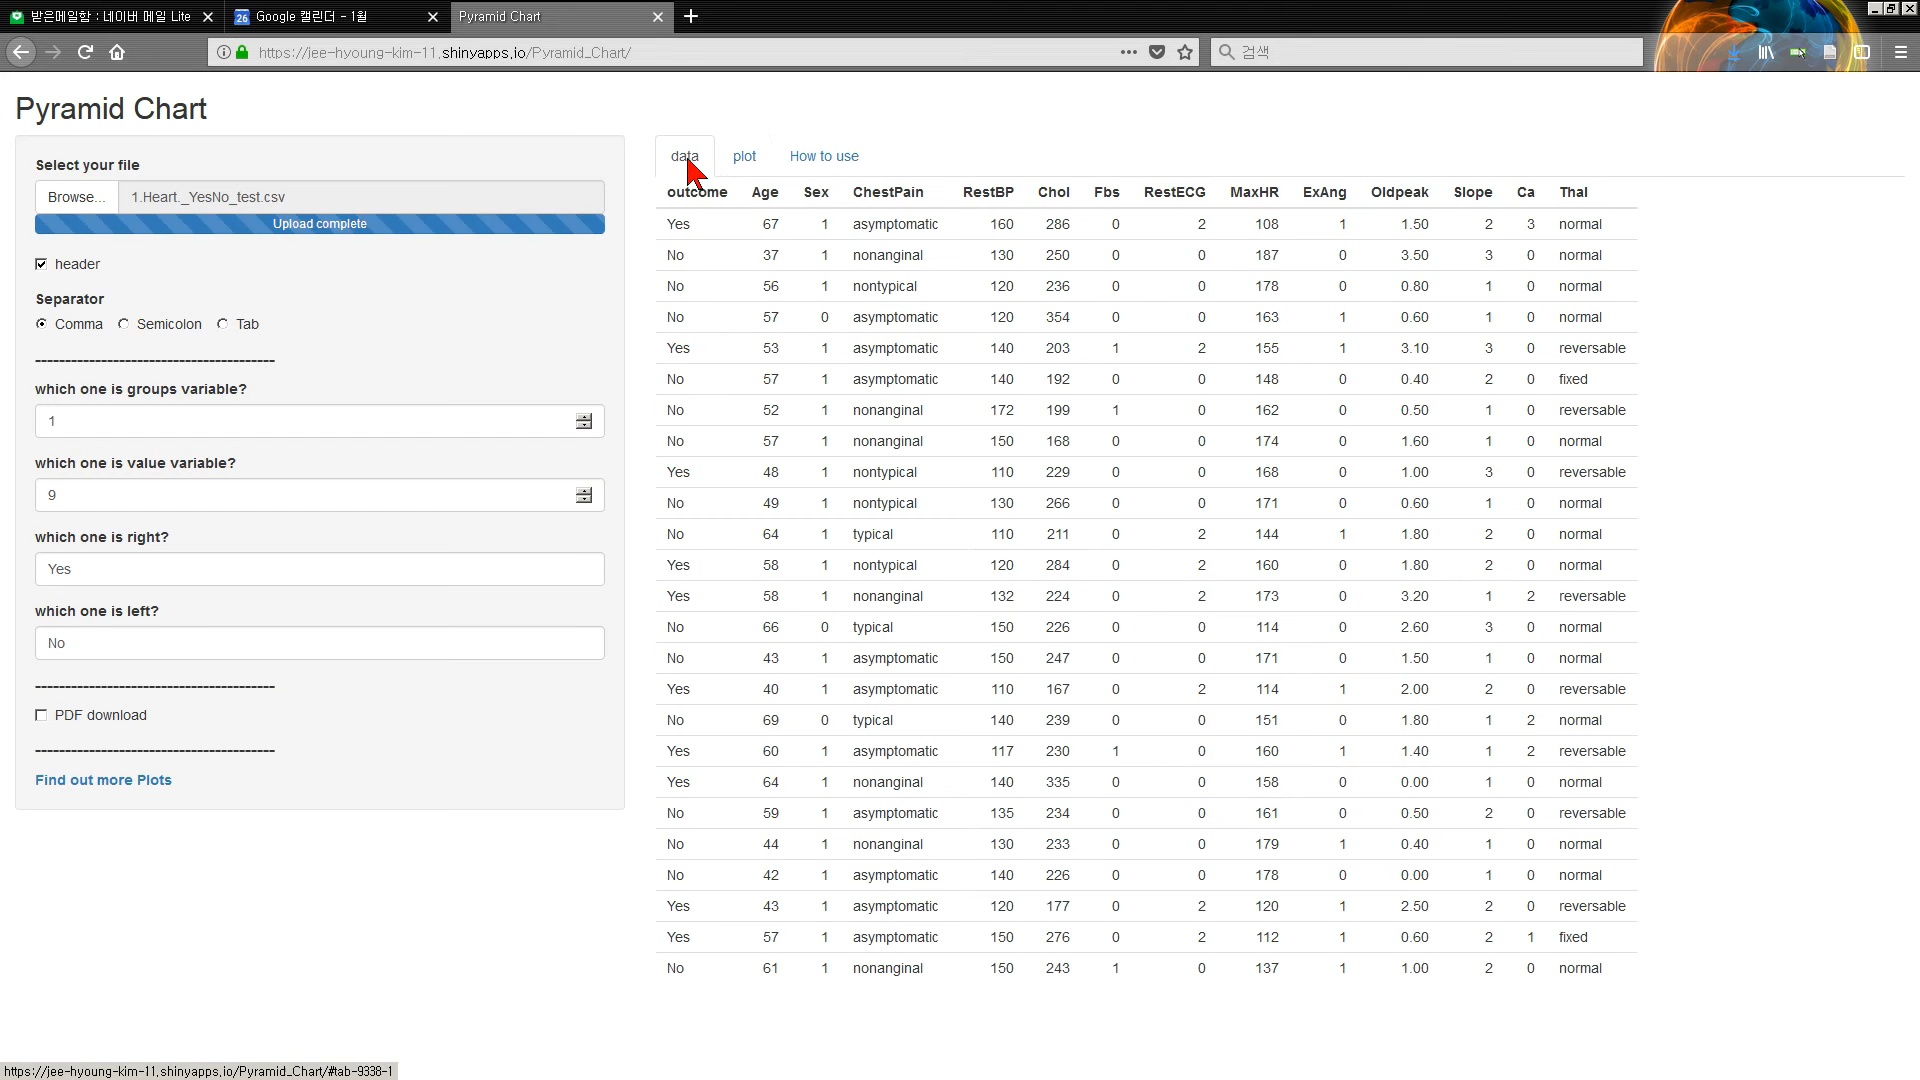 받은메일함 : 네이버 메일 Lite
Google 캘린더 - 1월
Pyramid Chart
https://jee-hyoung-kim-11.shinyapps.io/Pyramid_Chart/
검색
Pyramid Chart
Select your file
Browse... 1.Heart._YesNo_test.csv
Upload complete
header
Separator
Comma Semicolon Tab
----------------------------------------
which one is groups variable?
1
which one is value variable?
9
which one is right?
Yes
which one is left?
No
----------------------------------------
PDF download
----------------------------------------
Find out more Plots
data plot How to use
outcome Age Sex ChestPain RestBP Chol Fbs RestECG MaxHR ExAng Oldpeak Slope Ca Thal
Yes 67 1 asymptomatic 160 286 0 2 108 1 1.50 2 3 normal
No 37 1 nonanginal 130 250 0 0 187 0 3.50 3 0 normal
No 56 1 nontypical 120 236 0 0 178 0 0.80 1 0 normal
No 57 0 asymptomatic 120 354 0 0 163 1 0.60 1 0 normal
Yes 53 1 asymptomatic 140 203 1 2 155 1 3.10 3 0 reversable
No 57 1 asymptomatic 140 192 0 0 148 0 0.40 2 0 fixed
No 52 1 nonanginal 172 199 1 0 162 0 0.50 1 0 reversable
No 57 1 nonanginal 150 168 0 0 174 0 1.60 1 0 normal
Yes 48 1 nontypical 110 229 0 0 168 0 1.00 3 0 reversable
No 49 1 nontypical 130 266 0 0 171 0 0.60 1 0 normal
No 64 1 typical 110 211 0 2 144 1 1.80 2 0 normal
Yes 58 1 nontypical 120 284 0 2 160 0 1.80 2 0 normal
Yes 58 1 nonanginal 132 224 0 2 173 0 3.20 1 2 reversable
No 66 0 typical 150 226 0 0 114 0 2.60 3 0 normal
No 43 1 asymptomatic 150 247 0 0 171 0 1.50 1 0 normal
Yes 40 1 asymptomatic 110 167 0 2 114 1 2.00 2 0 reversable
No 69 0 typical 140 239 0 0 151 0 1.80 1 2 normal
Yes 60 1 asymptomatic 117 230 1 0 160 1 1.40 1 2 reversable
Yes 64 1 nonanginal 140 335 0 0 158 0 0.00 1 0 normal
No 59 1 asymptomatic 135 234 0 0 161 0 0.50 2 0 reversable
No 44 1 nonanginal 130 233 0 0 179 1 0.40 1 0 normal
No 42 1 asymptomatic 140 226 0 0 178 0 0.00 1 0 normal
Yes 43 1 asymptomatic 120 177 0 2 120 1 2.50 2 0 reversable
Yes 57 1 asymptomatic 150 276 0 2 112 1 0.60 2 1 fixed
No 61 1 nonanginal 150 243 1 0 137 1 1.00 2 0 normal
https://jee-hyoung-kim-11.shinyapps.io/Pyramid_Chart/#tab-9338-1